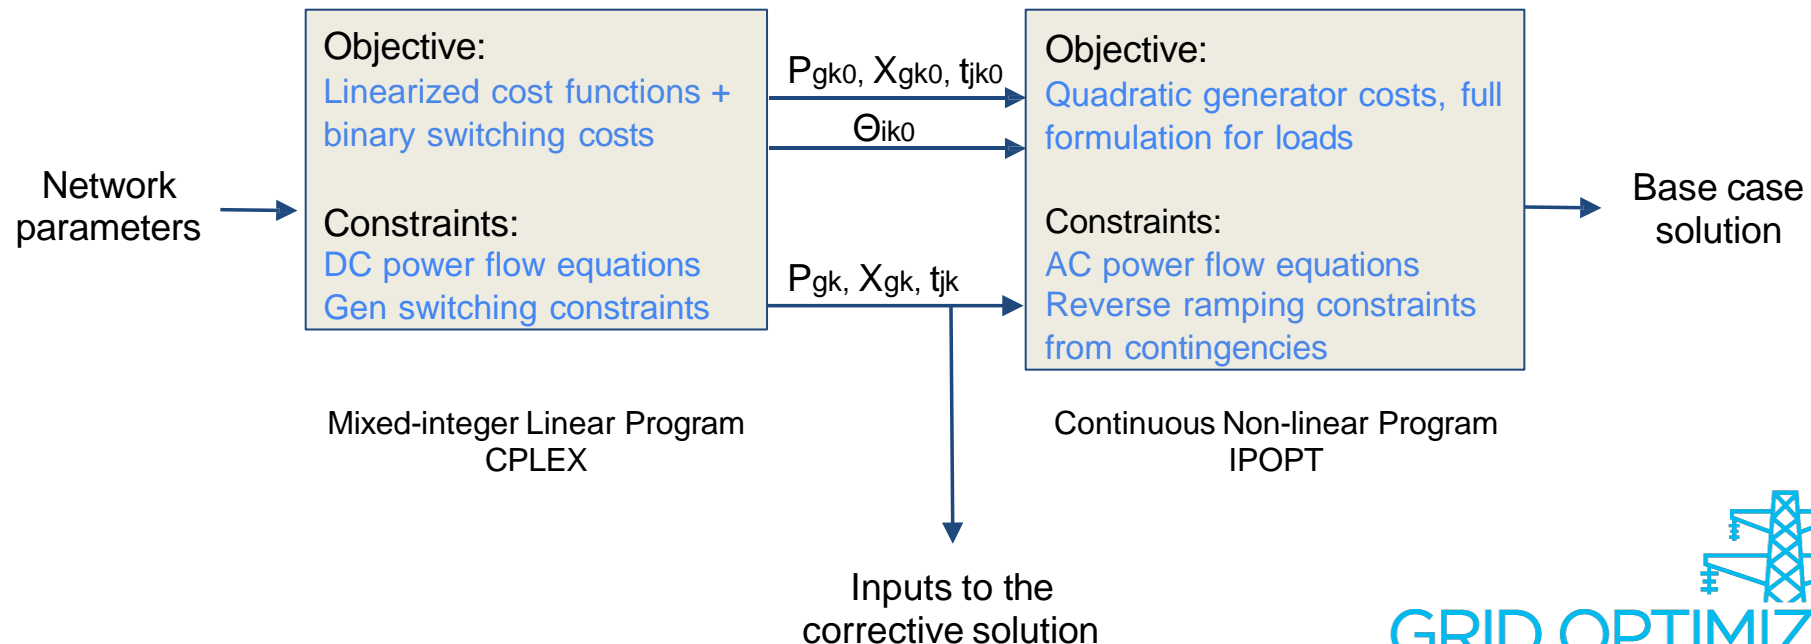 Network
parameters
Objective:
Linearized cost functions +
binary switching costs
Constraints:
DC power flow equations
Gen switching constraints
Mixed-integer Linear Program
CPLEX
Pgk0, Xgk0, tjk0
Θik0
Pgk, Xgk, tjk
Inputs to the
corrective solution
Objective:
Quadratic generator costs, full
formulation for loads
Constraints:
AC power flow equations
Reverse ramping constraints
from contingencies
Continuous Non-linear Program
IPOPT
Base case
solution
GRID OPTIMIZ